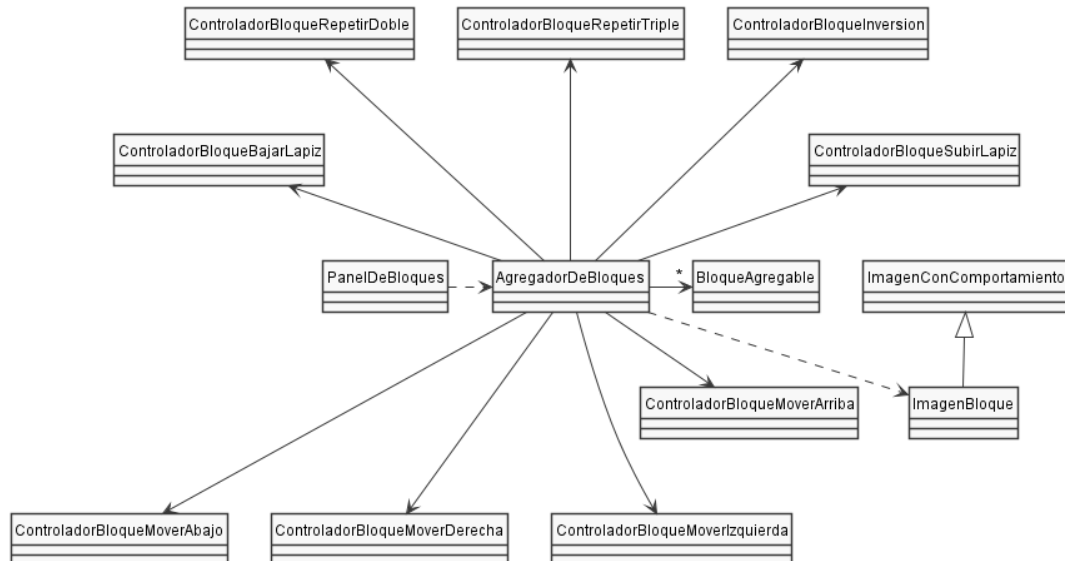 ControladorBloqueRepetirDoble
ControladorBloqueRepetirTriple
ControladorBloqueInversion
ControladorBloqueBajarLapiz
ControladorBloqueSubirLapiz
PanelDeBloques
AgregadorDeBloques
*
BloqueAgregable
ImagenConComportamiento
ControladorBloqueMoverArriba
ImagenBloque
ControladorBloqueMoverAbajo
ControladorBloqueMoverDerecha
ControladorBloqueMoverIzquierda